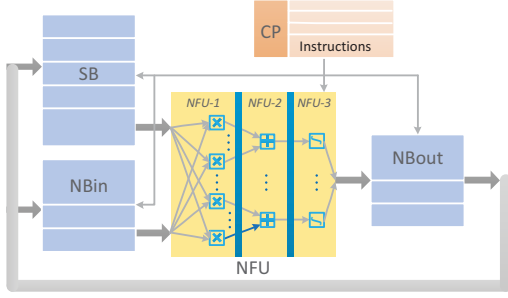 CP
Instructions
SB
NFU-1
NFU-2
NFU-3
NBin
NBout
NFU